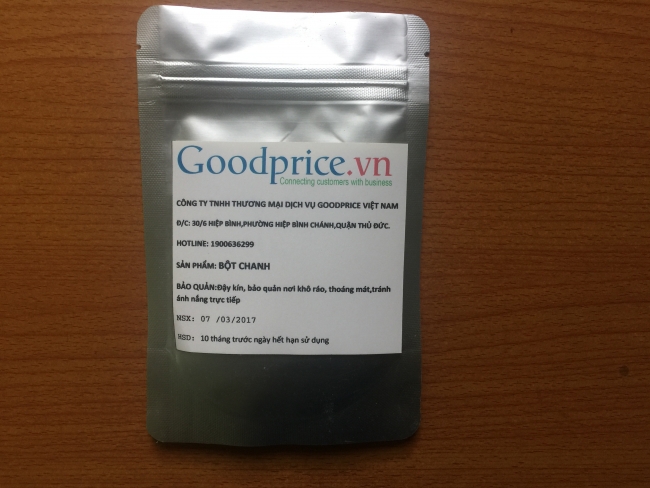 Goodprice.vn
Connecting customers with business
CÔNG TY TNHH THƯƠNG MẠI DỊCH VỤ GOODPRICE VIỆT NAM
Đ/C: 30/6 HIỆP BÌNH,PHƯỜNG HIỆP BÌNH CHÁNH,QUẬN THỦ ĐỨC.
HOTLINE: 1900636299
SẢN PHẨM: BỘT CHANH
BẢO QUẢN:Đậy kín, bảo quản nơi khô ráo, thoáng mát,tránh
ánh nắng trực tiếp
NSX: 07 /03/2017
HSD: 10 tháng trước ngày hết hạn sử dụng